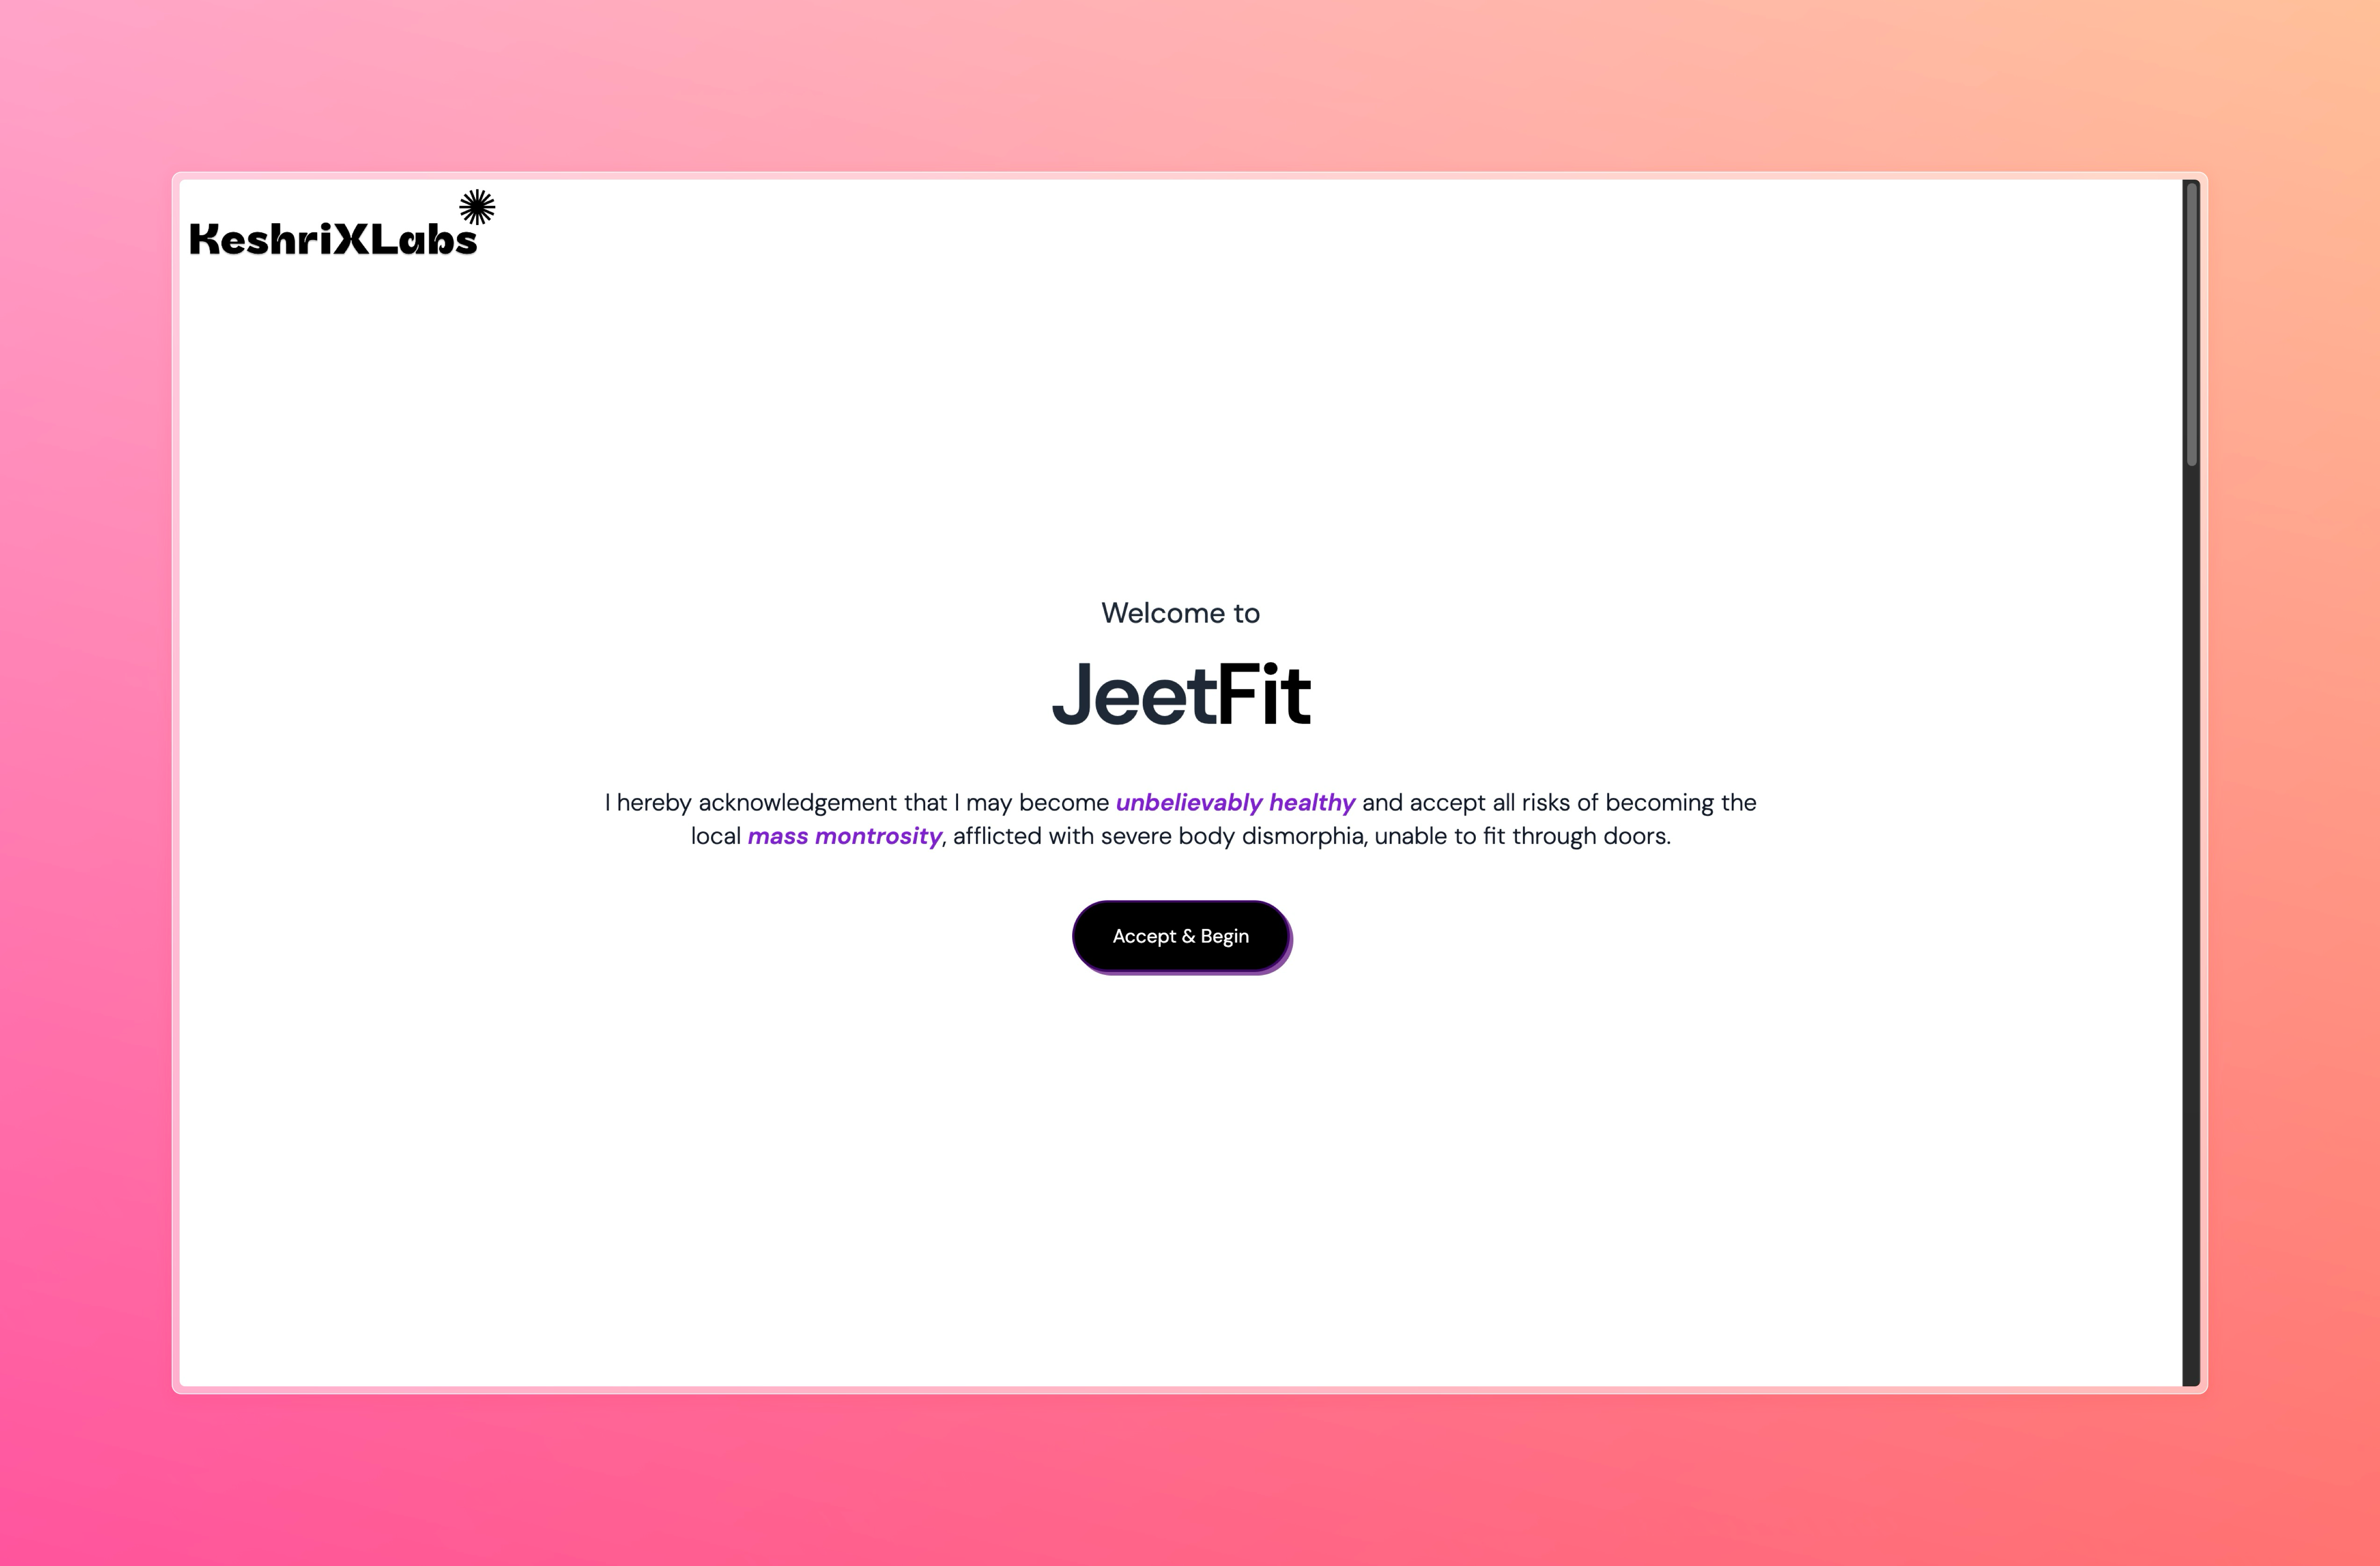 KeshriXLabs
Welcome to
JeetFit
I hereby acknowledgement that I may become unbelievably healthy and accept all risks of becoming the
local mass montrosity, afflicted with severe body dismorphia, unable to fit through doors.
Accept & Begin